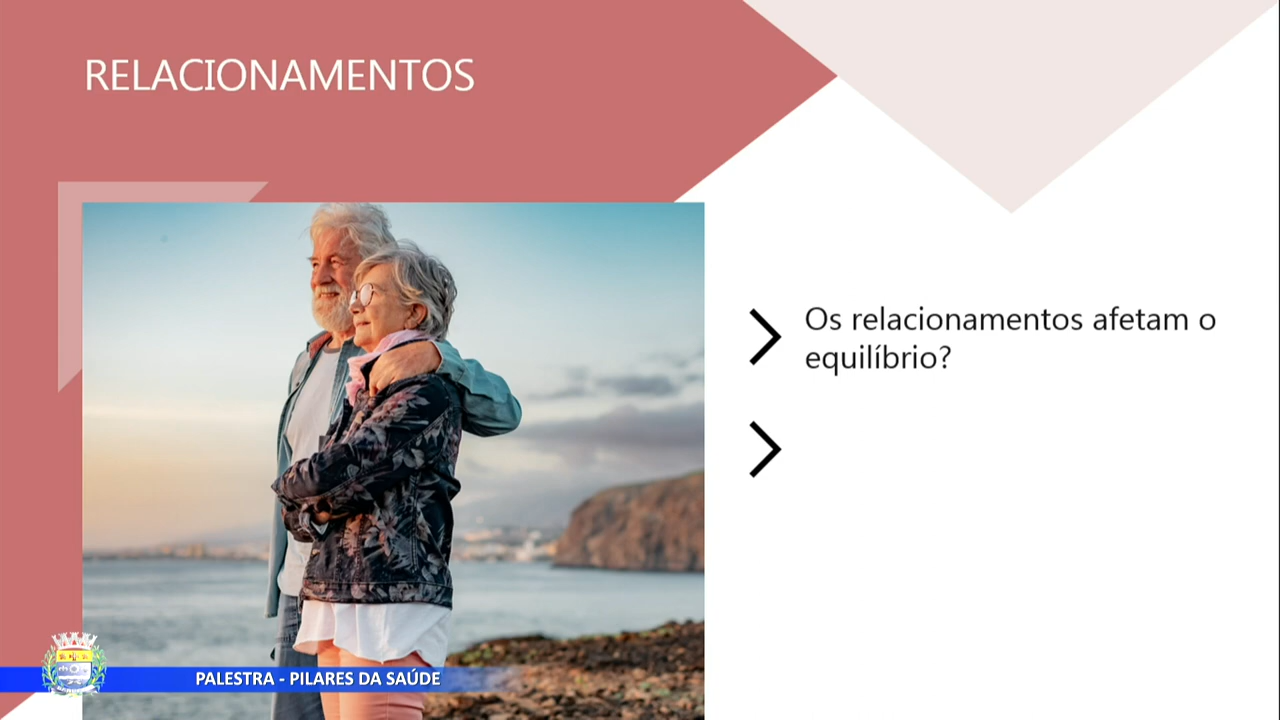 RELACIONAMENTOS
Os relacionamentos afetam o
equilíbrio?
PALESTRA - PILARES DA SAÚDE